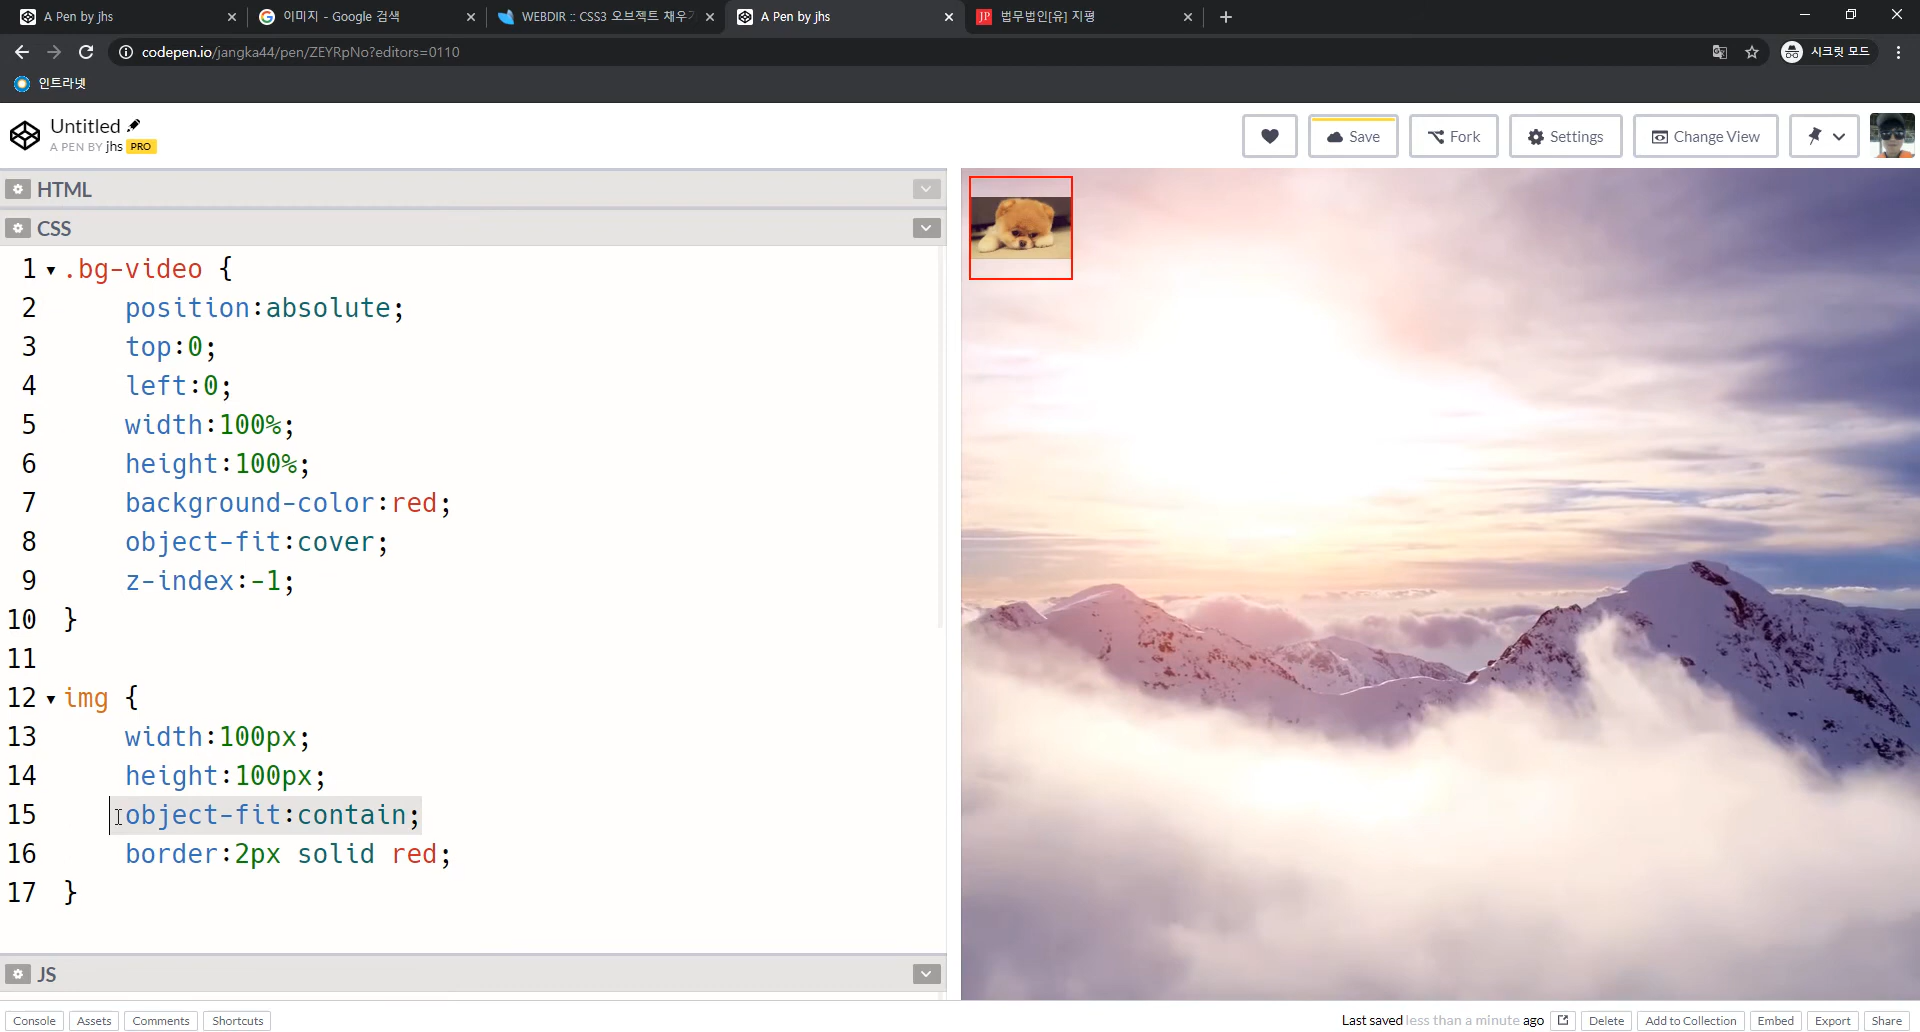 A Pen by jhs
이미지 - Google 검색
WEBDIR :: CSS3 오브젝트 채우기
A Pen by jhs
JP 법무법인[유] 지평
codepen.io/jangka44/pen/ZEYRpNo?editors=0110
시크릿 모드
인트라넷
Untitled
A PEN BY jhs PRO
Save
Fork
Settings
Change View
HTML
CSS
1 .bg-video {
2 position:absolute;
3 top:0;
4 left:0;
5 width:100%;
6 height:100%;
7 background-color:red;
8 object-fit:cover;
9 z-index:-1;
10 }
11
12 img {
13 width:100px;
14 height:100px;
15 object-fit:contain;
16 border:2px solid red;
17 }
JS
Console Assets Comments Shortcuts
Last saved less than a minute ago Delete Add to Collection Embed Export Share